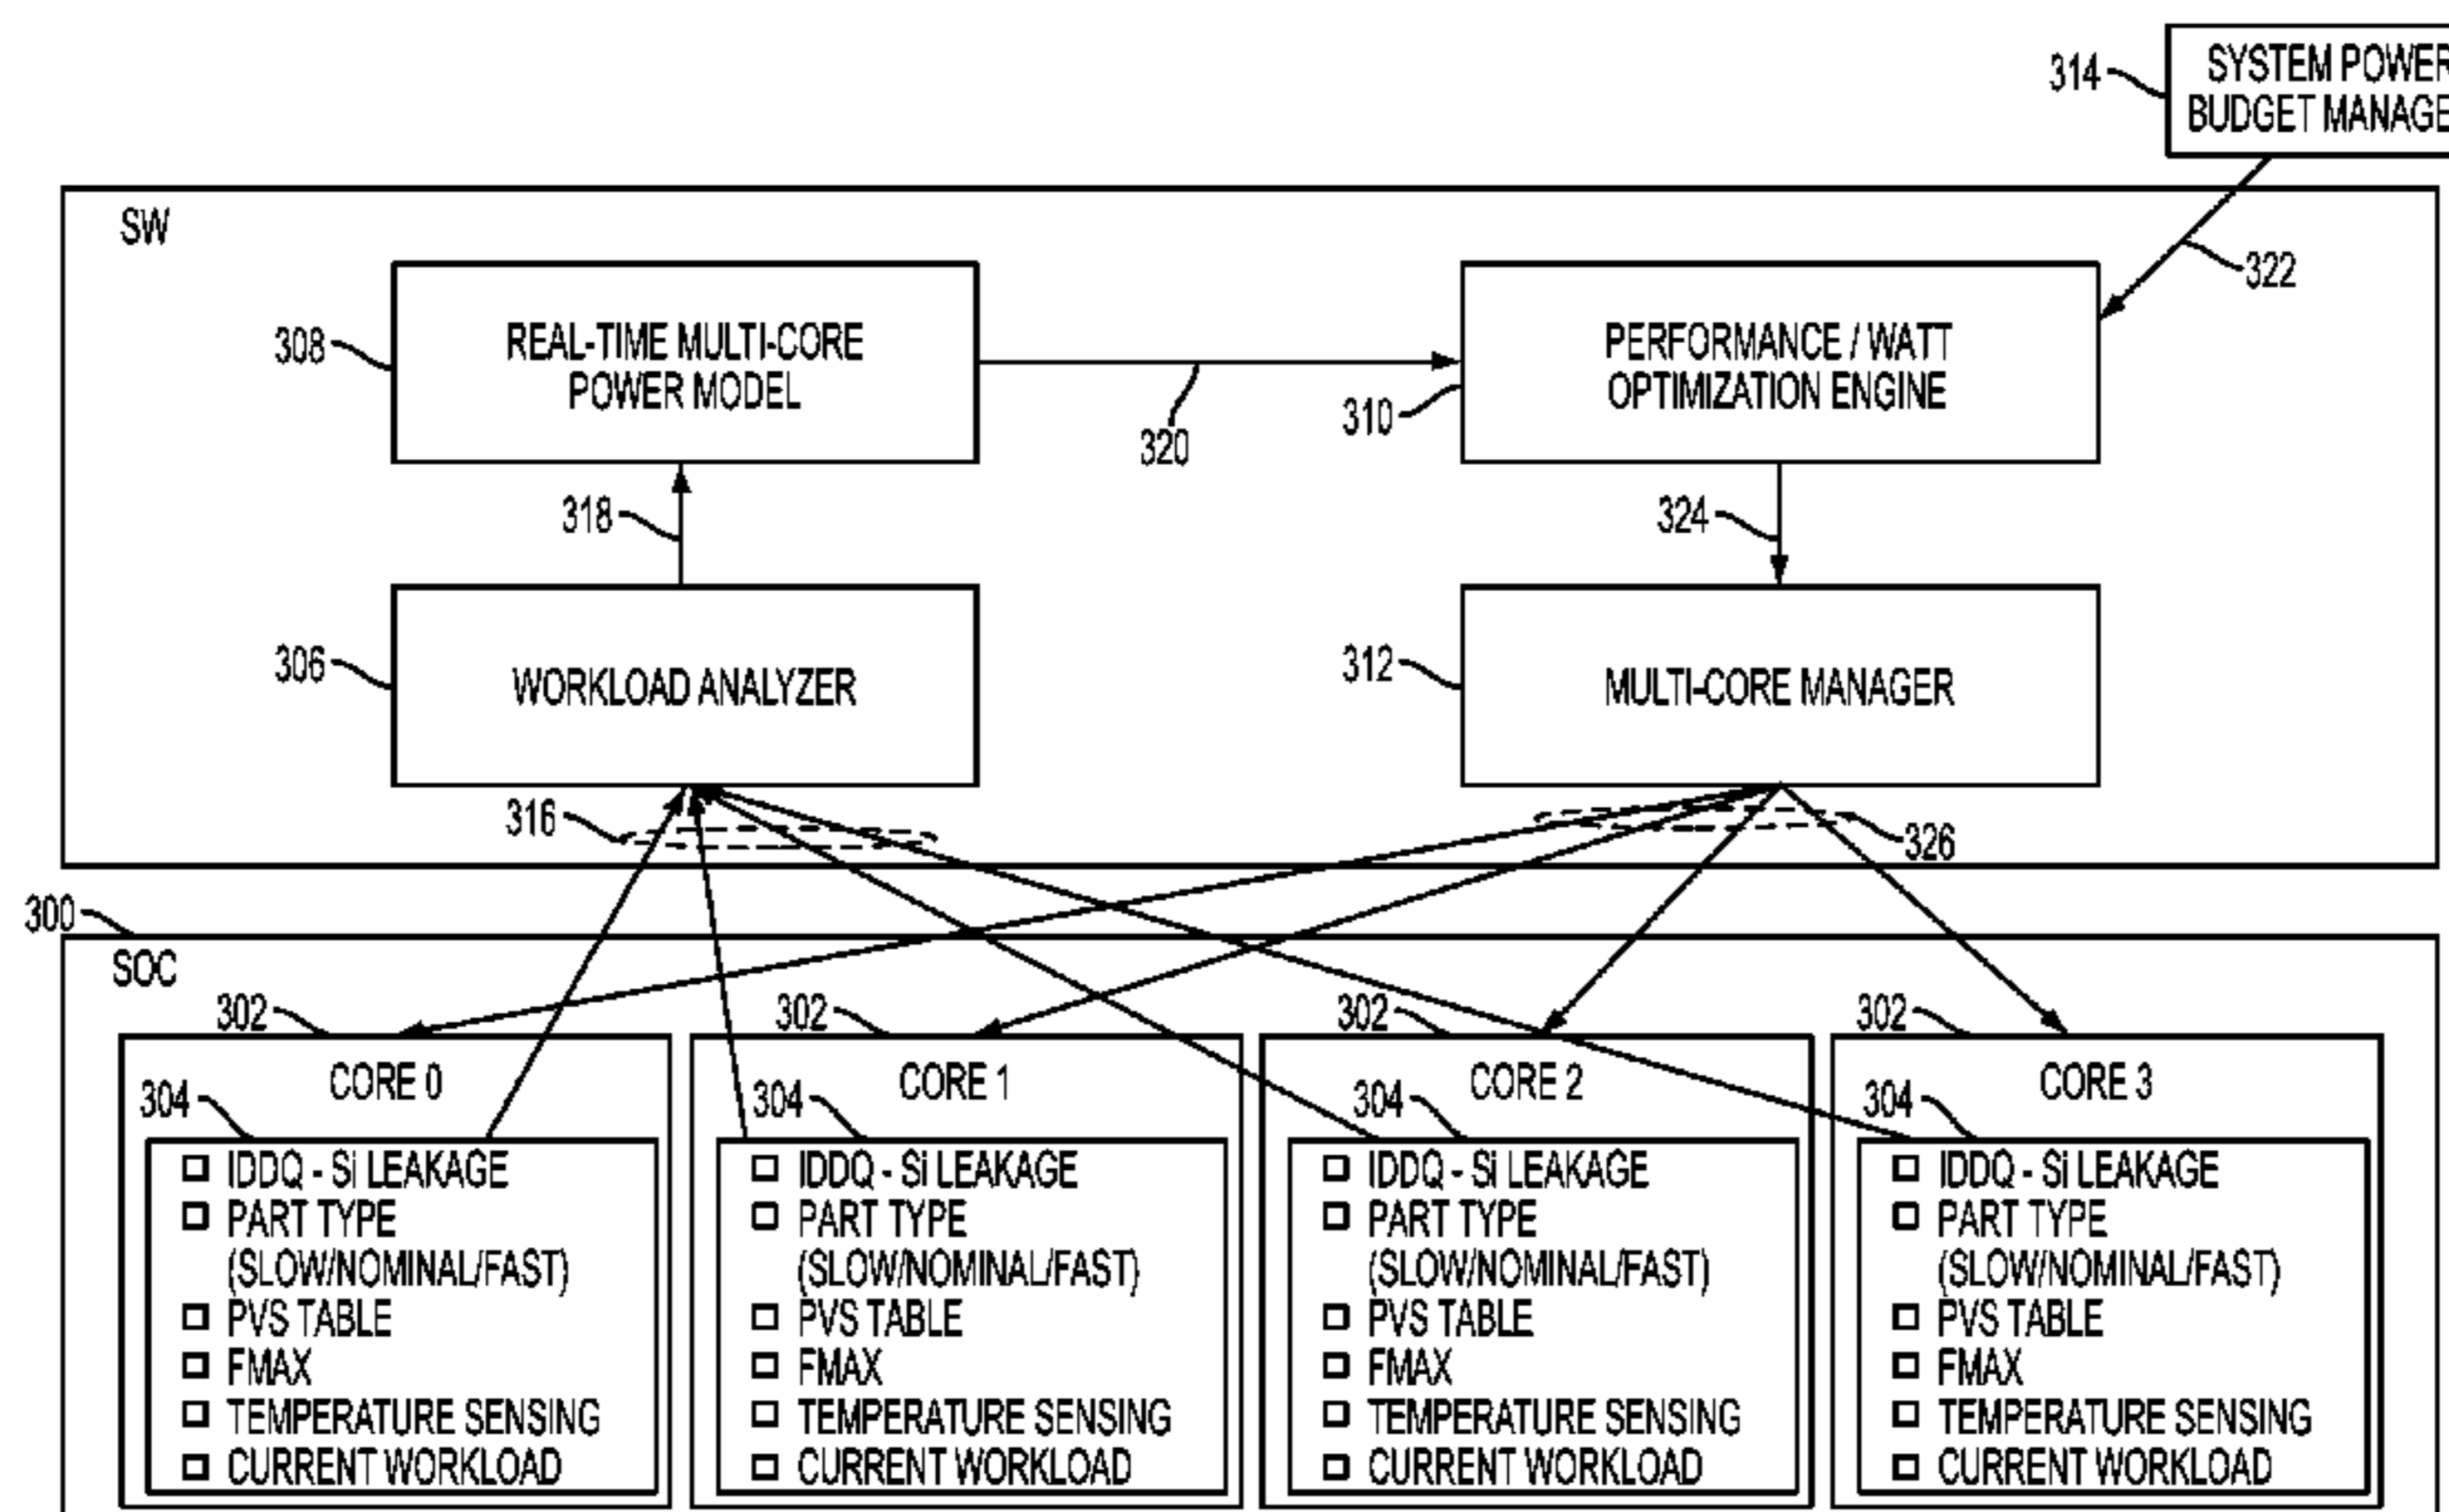 314
SYSTEM POWER
BUDGET MANAGE
SW
322
308
REAL-TIME MULTI-CORE
POWER MODEL
320
310
PERFORMANCE / WATT
OPTIMIZATION ENGINE
318
324
306
WORKLOAD ANALYZER
312
MULTI-CORE MANAGER
316
326
300
SOC
302
302
302
302
CORE 0
CORE 1
CORE 2
CORE 3
304
304
304
304
IDDQ - Si LEAKAGE
PART TYPE
(SLOW/NOMINAL/FAST)
PVS TABLE
FMAX
TEMPERATURE SENSING
CURRENT WORKLOAD
IDDQ - Si LEAKAGE
PART TYPE
(SLOW/NOMINAL/FAST)
PVS TABLE
FMAX
TEMPERATURE SENSING
CURRENT WORKLOAD
IDDQ - Si LEAKAGE
PART TYPE
(SLOW/NOMINAL/FAST)
PVS TABLE
FMAX
TEMPERATURE SENSING
CURRENT WORKLOAD
IDDQ - Si LEAKAGE
PART TYPE
(SLOW/NOMINAL/FAST)
PVS TABLE
FMAX
TEMPERATURE SENSING
CURRENT WORKLOAD